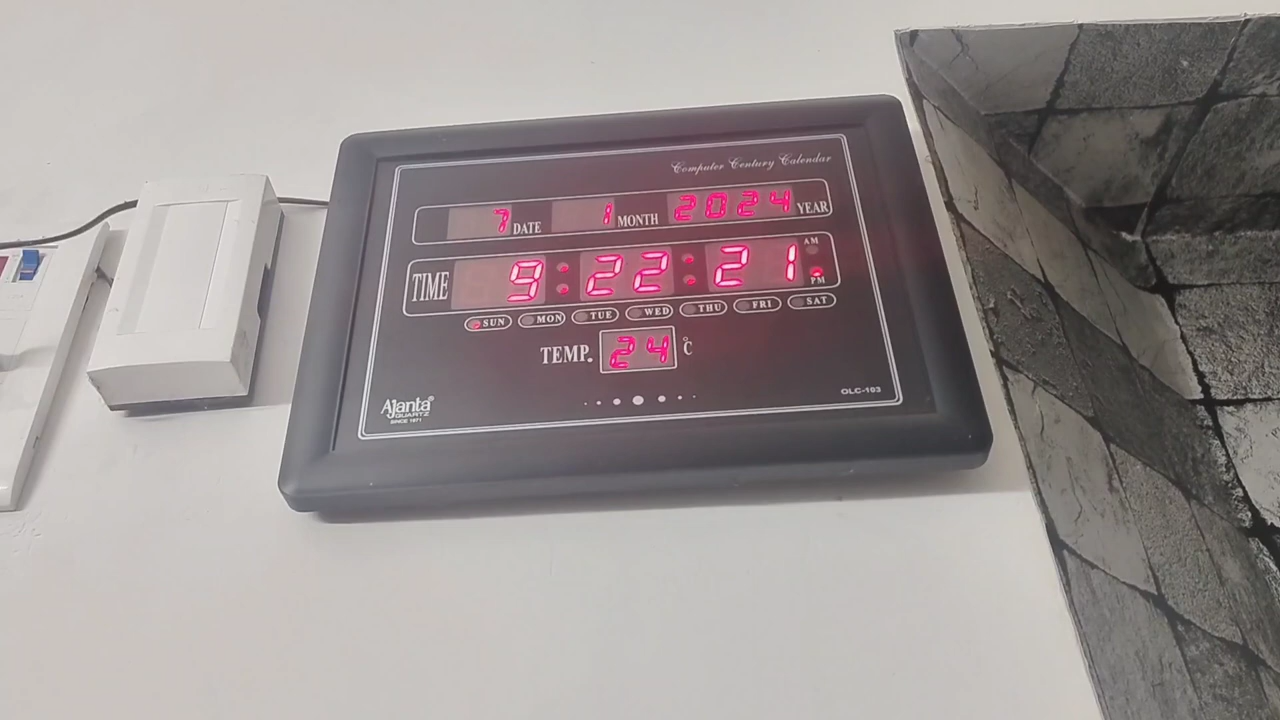 Computer Century Calendar
7 DATE 1 MONTH 2024 YEAR
TIME 9:22:21 AM PM
SUN MON TUE WED THU FRI SAT
TEMP. 24 °C
Ajanta®
QUARTZ
SINCE 1971
OLC-103